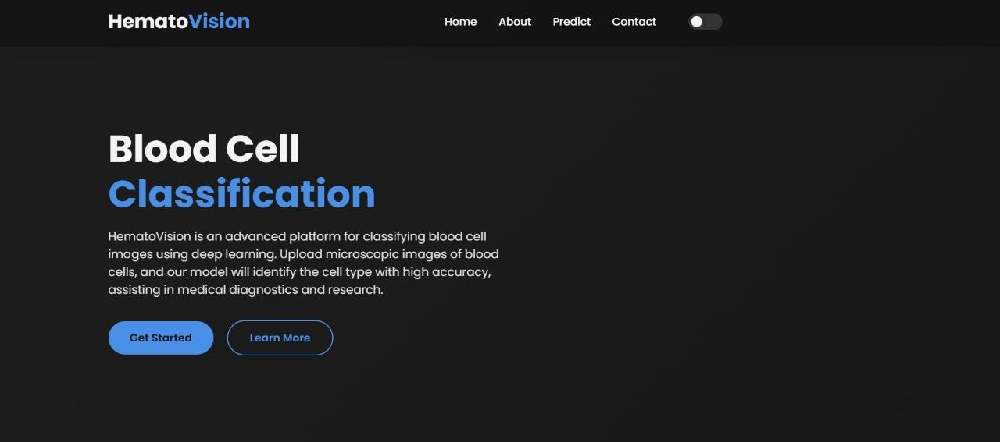 HematoVision
Home About Predict Contact
Blood Cell
Classification
HematoVision is an advanced platform for classifying blood cell
images using deep learning. Upload microscopic images of blood
cells, and our model will identify the cell type with high accuracy,
assisting in medical diagnostics and research.
Get Started Learn More